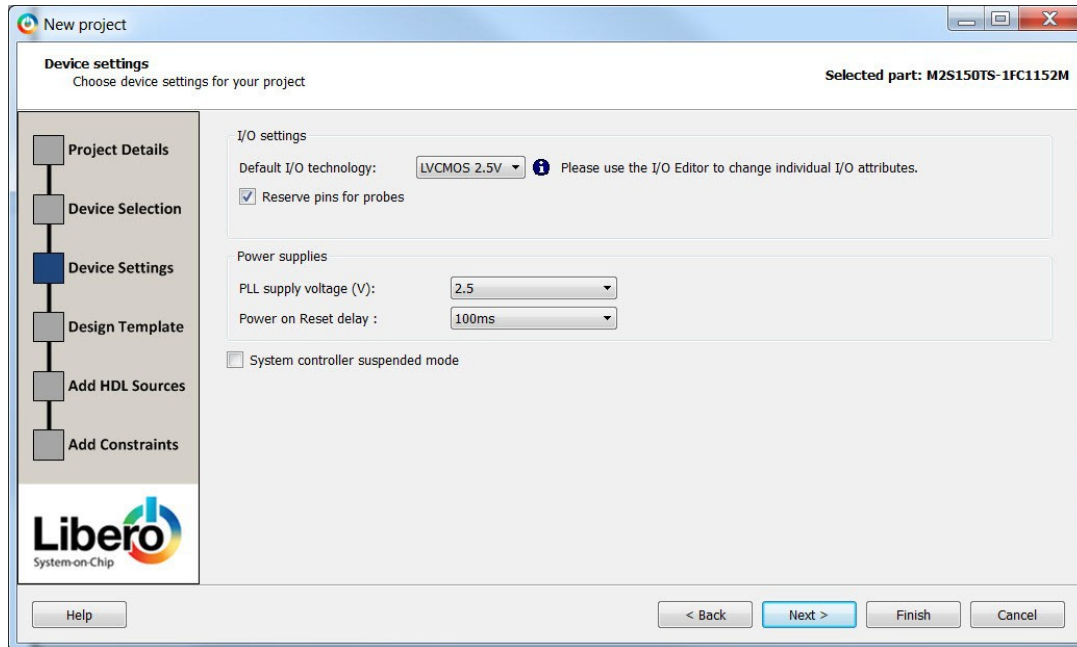 New project
Device settings
Choose device settings for your project
Selected part: M2S150TS-1FC1152M
Project Details
Device Selection
Device Settings
Design Template
Add HDL Sources
Add Constraints
Libero
System-on-Chip
I/O settings
Default I/O technology: LVCMOS 2.5V i Please use the I/O Editor to change individual I/O attributes.
Reserve pins for probes
Power supplies
PLL supply voltage (V): 2.5
Power on Reset delay : 100ms
System controller suspended mode
Help < Back Next > Finish Cancel